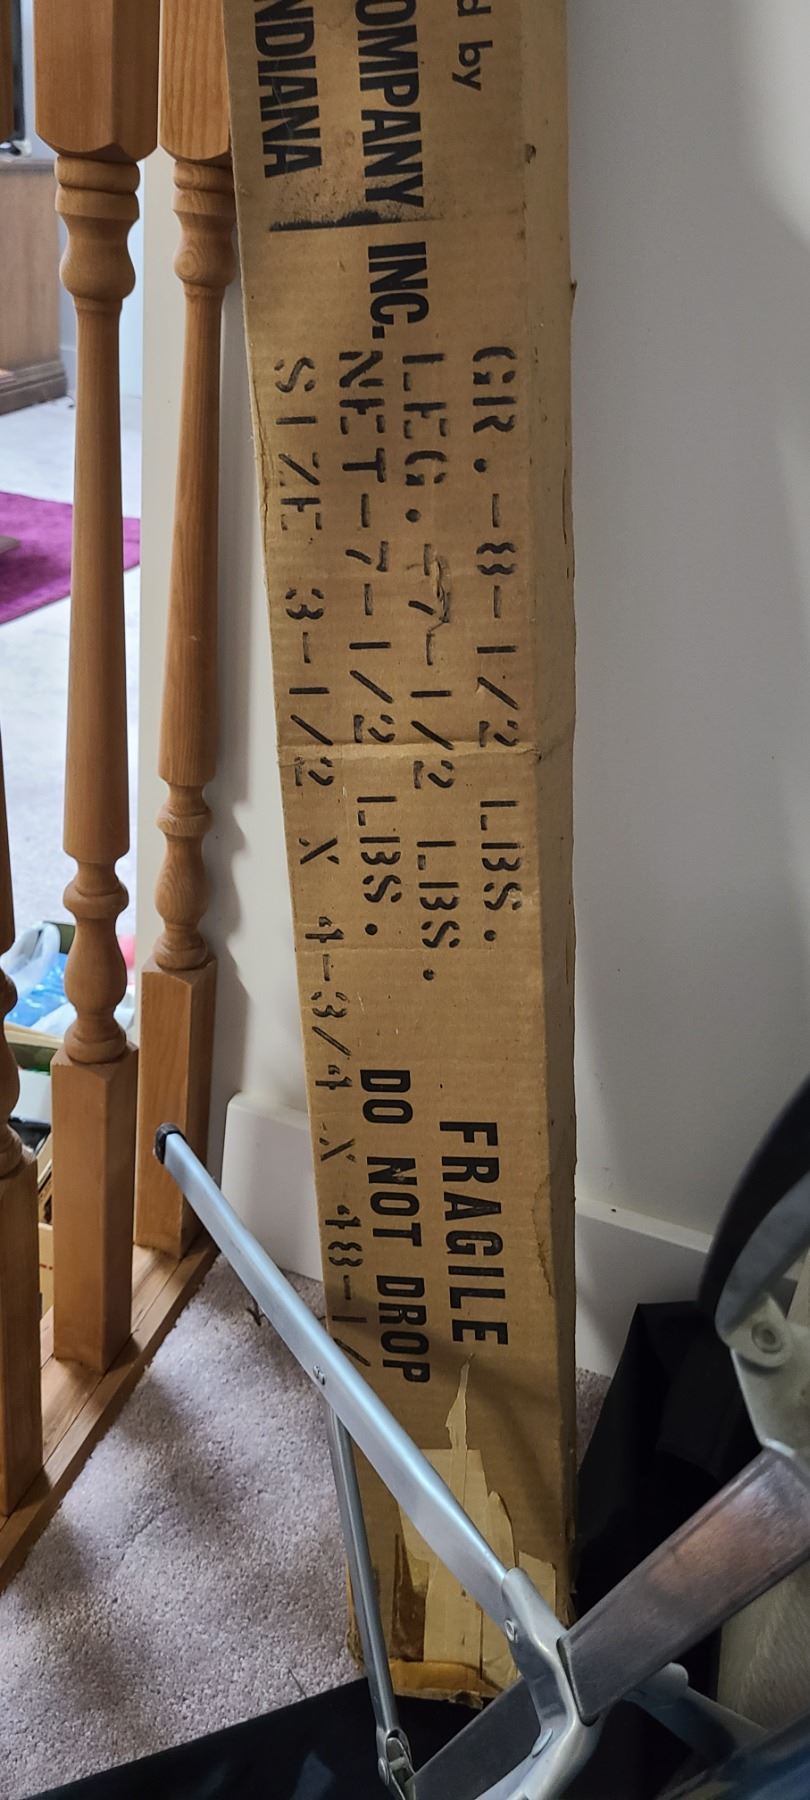 d by
OMPANY INC.
NDIANA
GR. -8-1/2 LBS.
LEG. -7-1/2 LBS.
NET-7-1/2 LBS.
SIZE 3-1/2 X 4-3/4 X 48-1/
FRAGILE
DO NOT DROP